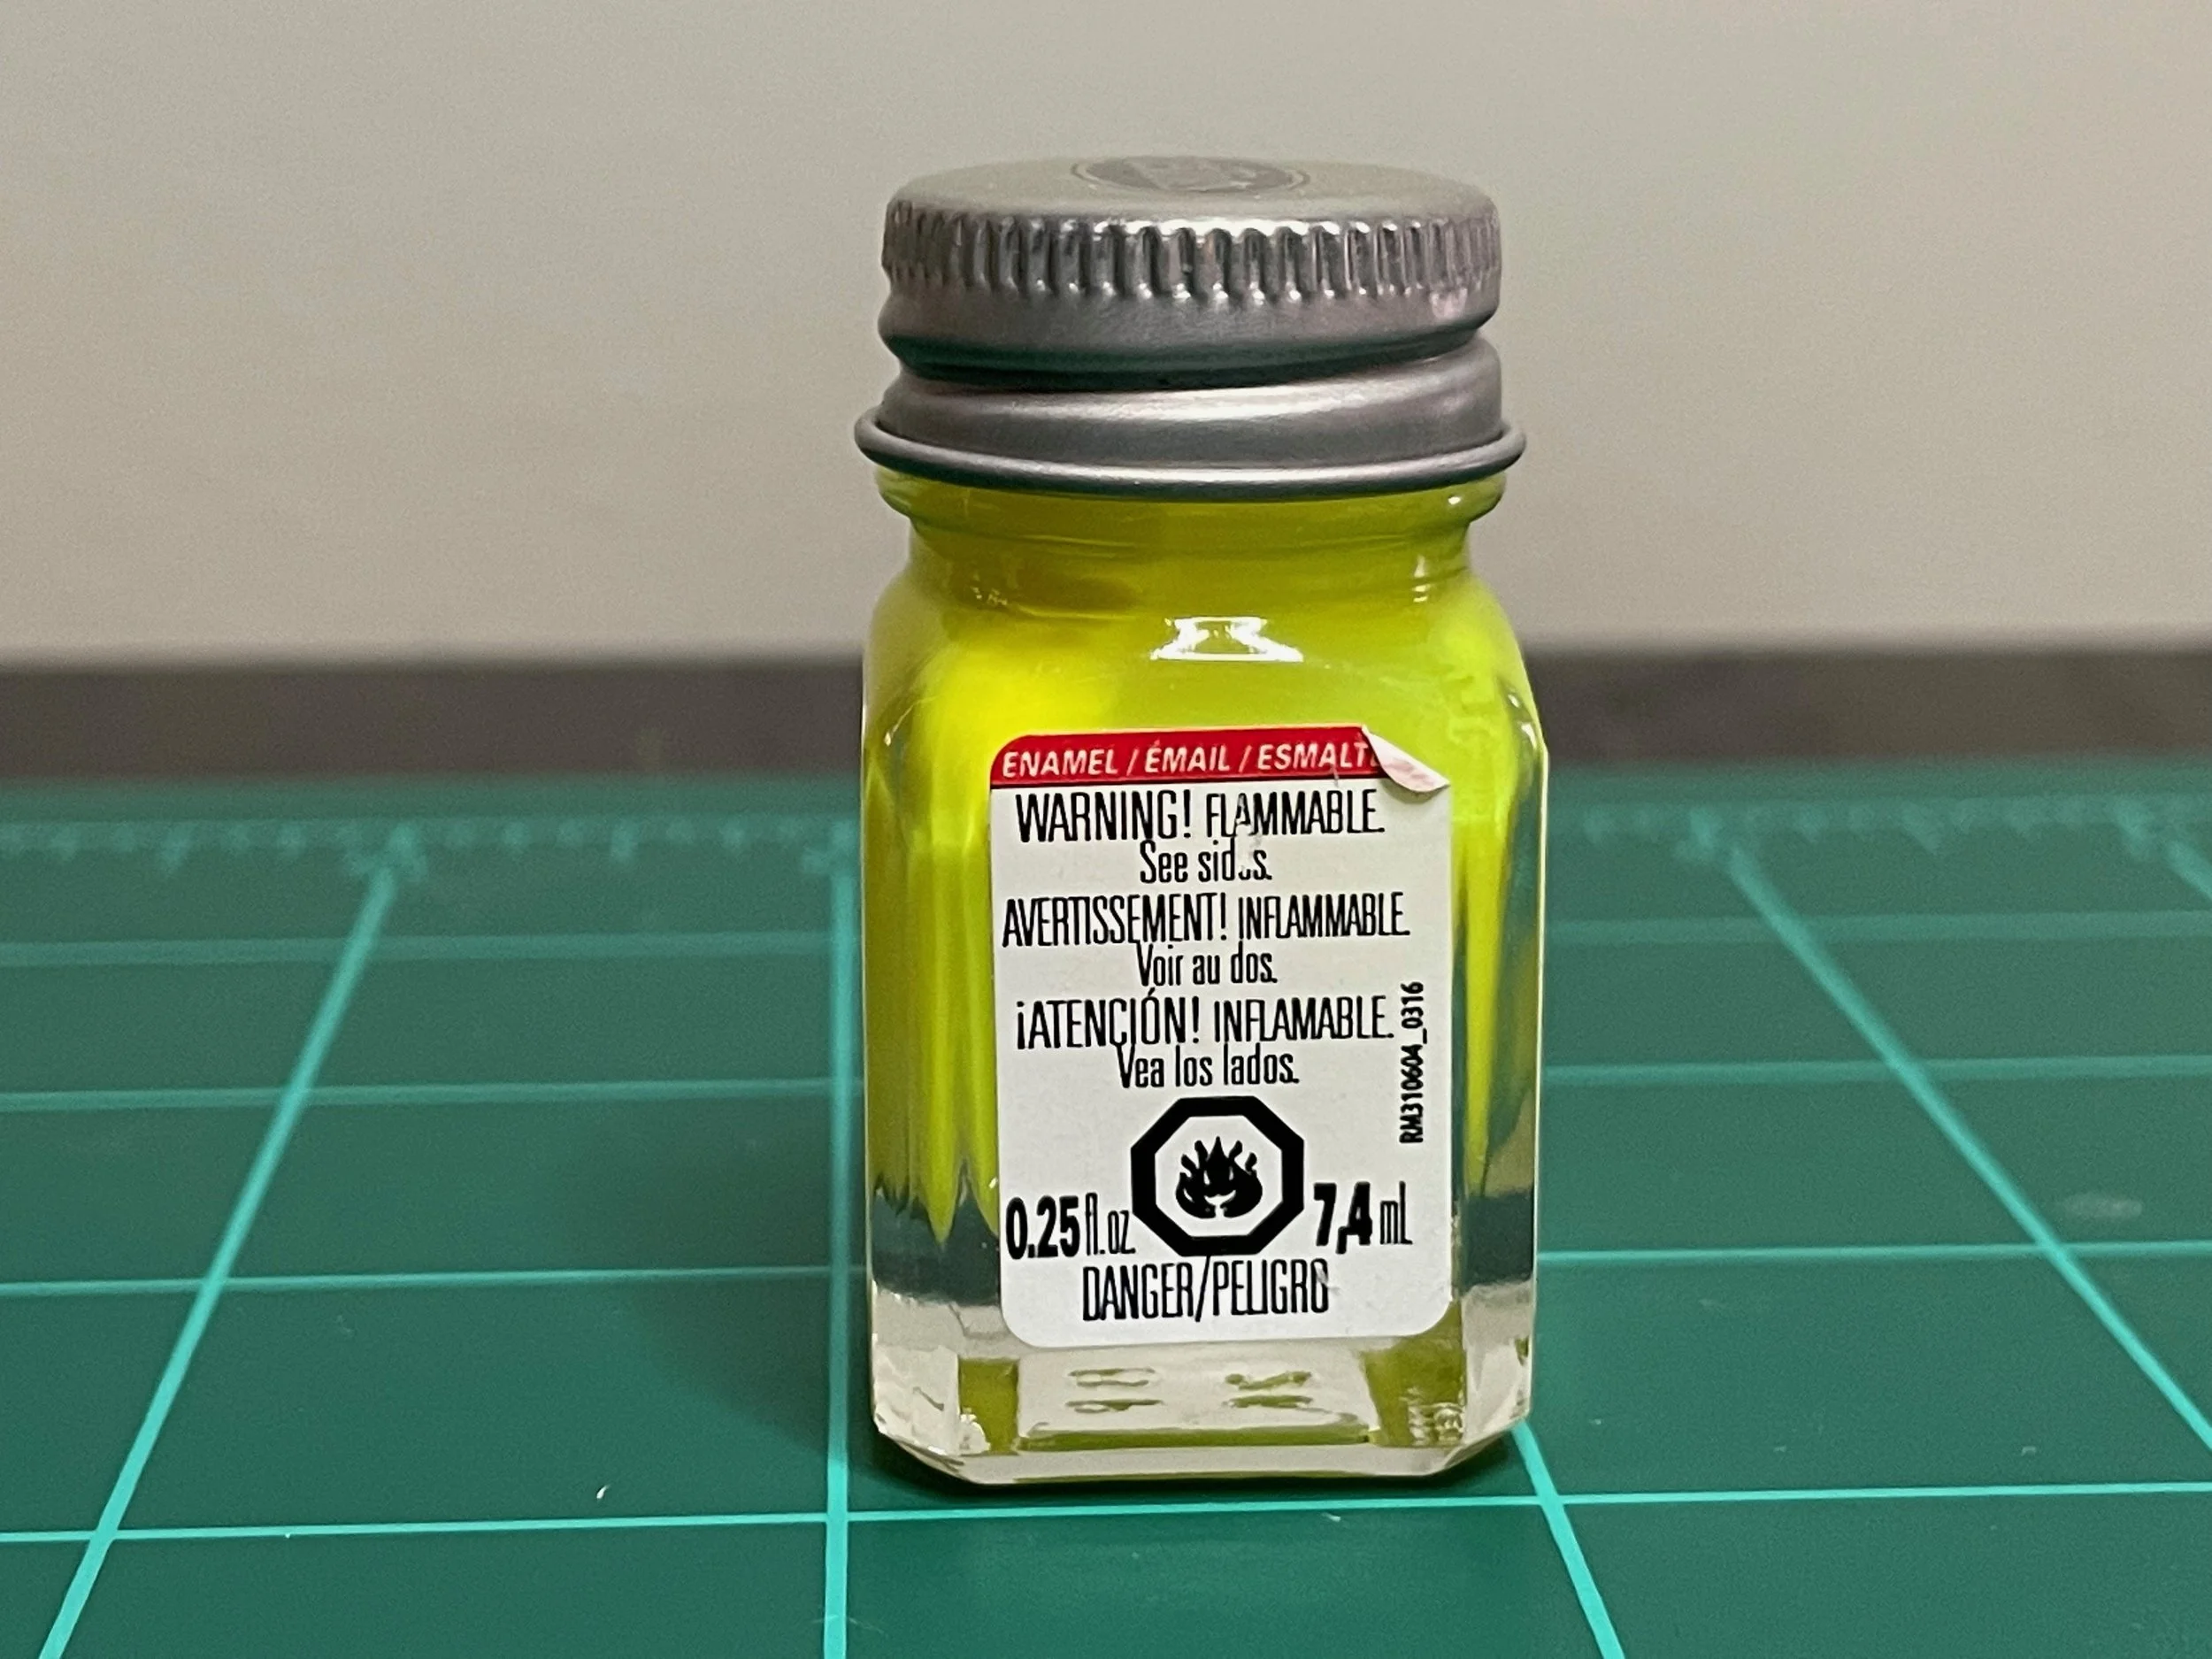 ENAMEL / ÉMAIL / ESMALTE
WARNING! FLAMMABLE.
See sides.
AVERTISSEMENT! INFLAMMABLE.
Voir au dos.
¡ATENCIÓN! INFLAMABLE.
Vea los lados.
RM310604_0316
0.25 fl. oz. 7,4 mL
DANGER/PELIGRO